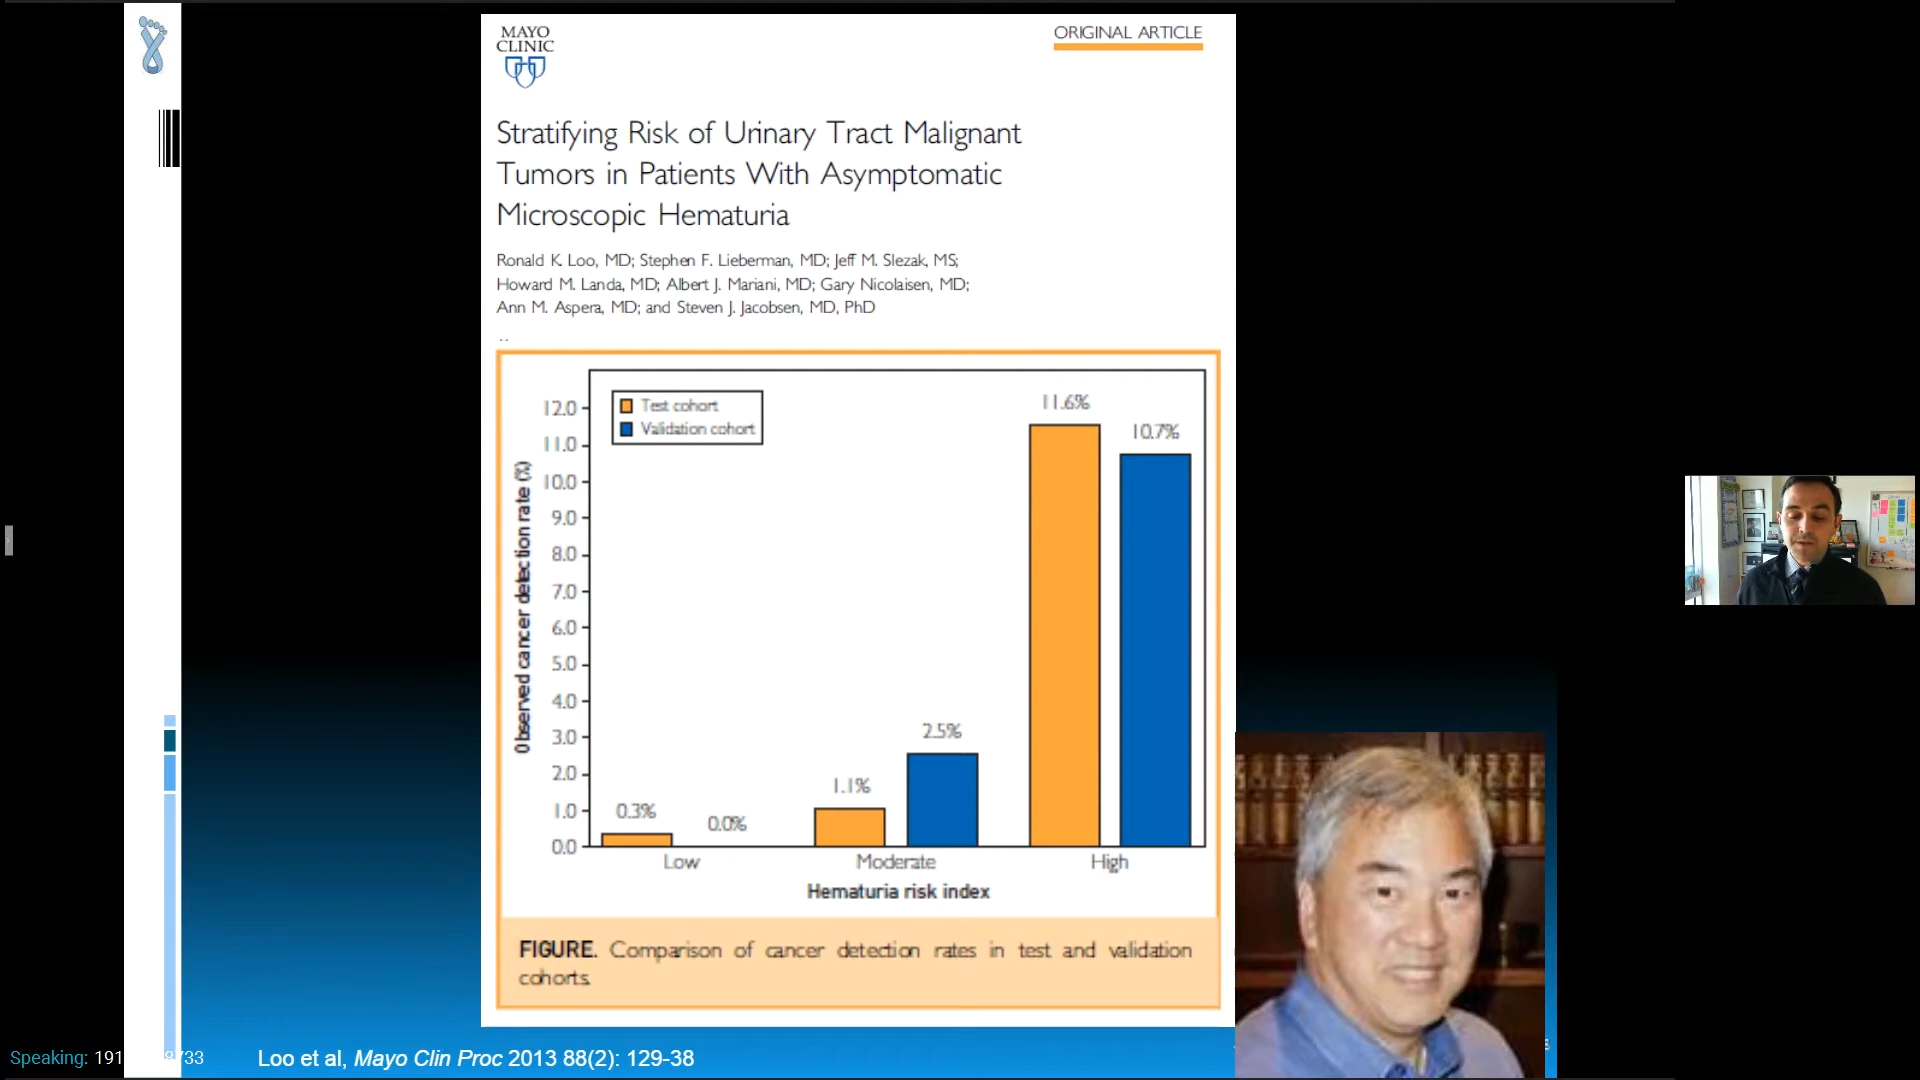 MAYO
CLINIC
ORIGINAL ARTICLE
Stratifying Risk of Urinary Tract Malignant
Tumors in Patients With Asymptomatic
Microscopic Hematuria
Ronald K. Loo, MD; Stephen F. Lieberman, MD; Jeff M. Slezak, MS;
Howard M. Landa, MD; Albert J. Mariani, MD; Gary Nicolaisen, MD;
Ann M. Aspera, MD; and Steven J. Jacobsen, MD, PhD
Observed cancer detection rate (%)
12.0
11.0
10.0
9.0
8.0
7.0
6.0
5.0
4.0
3.0
2.0
1.0
0.0
Test cohort
Validation cohort
0.3%
0.0%
1.1%
2.5%
11.6%
10.7%
Low
Moderate
High
Hematuria risk index
FIGURE. Comparison of cancer detection rates in test and validation
cohorts.
Speaking: 191 733
Loo et al, Mayo Clin Proc 2013 88(2): 129-38